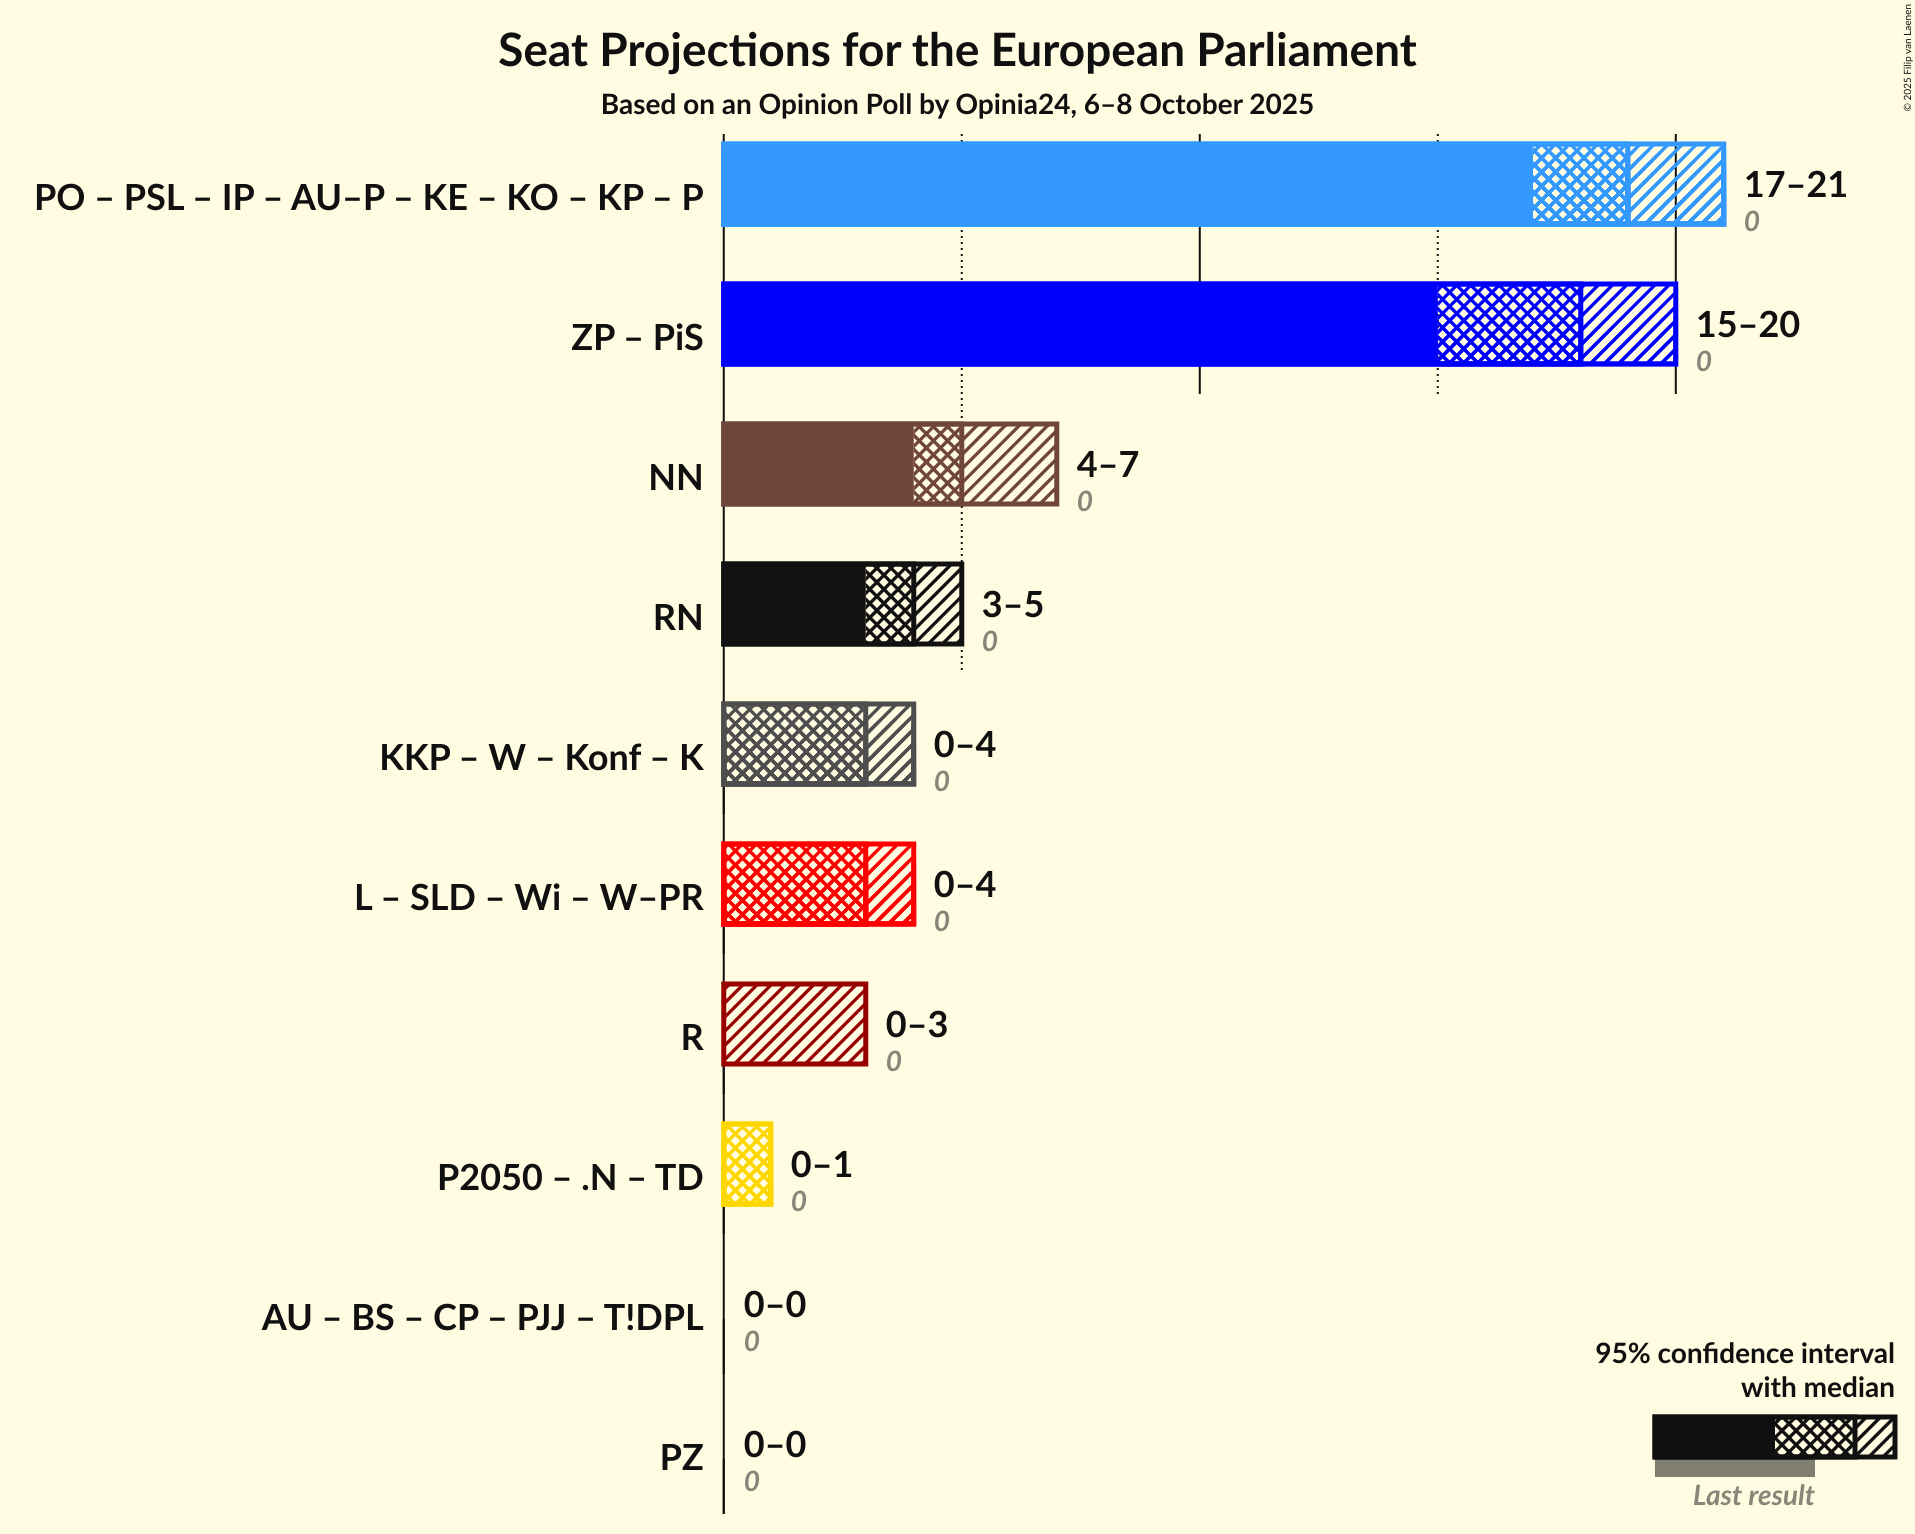 Seat Projections for the European Parliament
Based on an Opinion Poll by Opinia24, 6–8 October 2025
© 2025 Filip van Laenen
PO – PSL – IP – AU–P – KE – KO – KP – P
17–21
0
ZP – PiS
15–20
0
NN
4–7
0
RN
3–5
0
KKP – W – Konf – K
0–4
0
L – SLD – Wi – W–PR
0–4
0
R
0–3
0
P2050 – .N – TD
0–1
0
AU – BS – CP – PJJ – T!DPL
0–0
0
PZ
0–0
0
95% confidence interval
with median
Last result